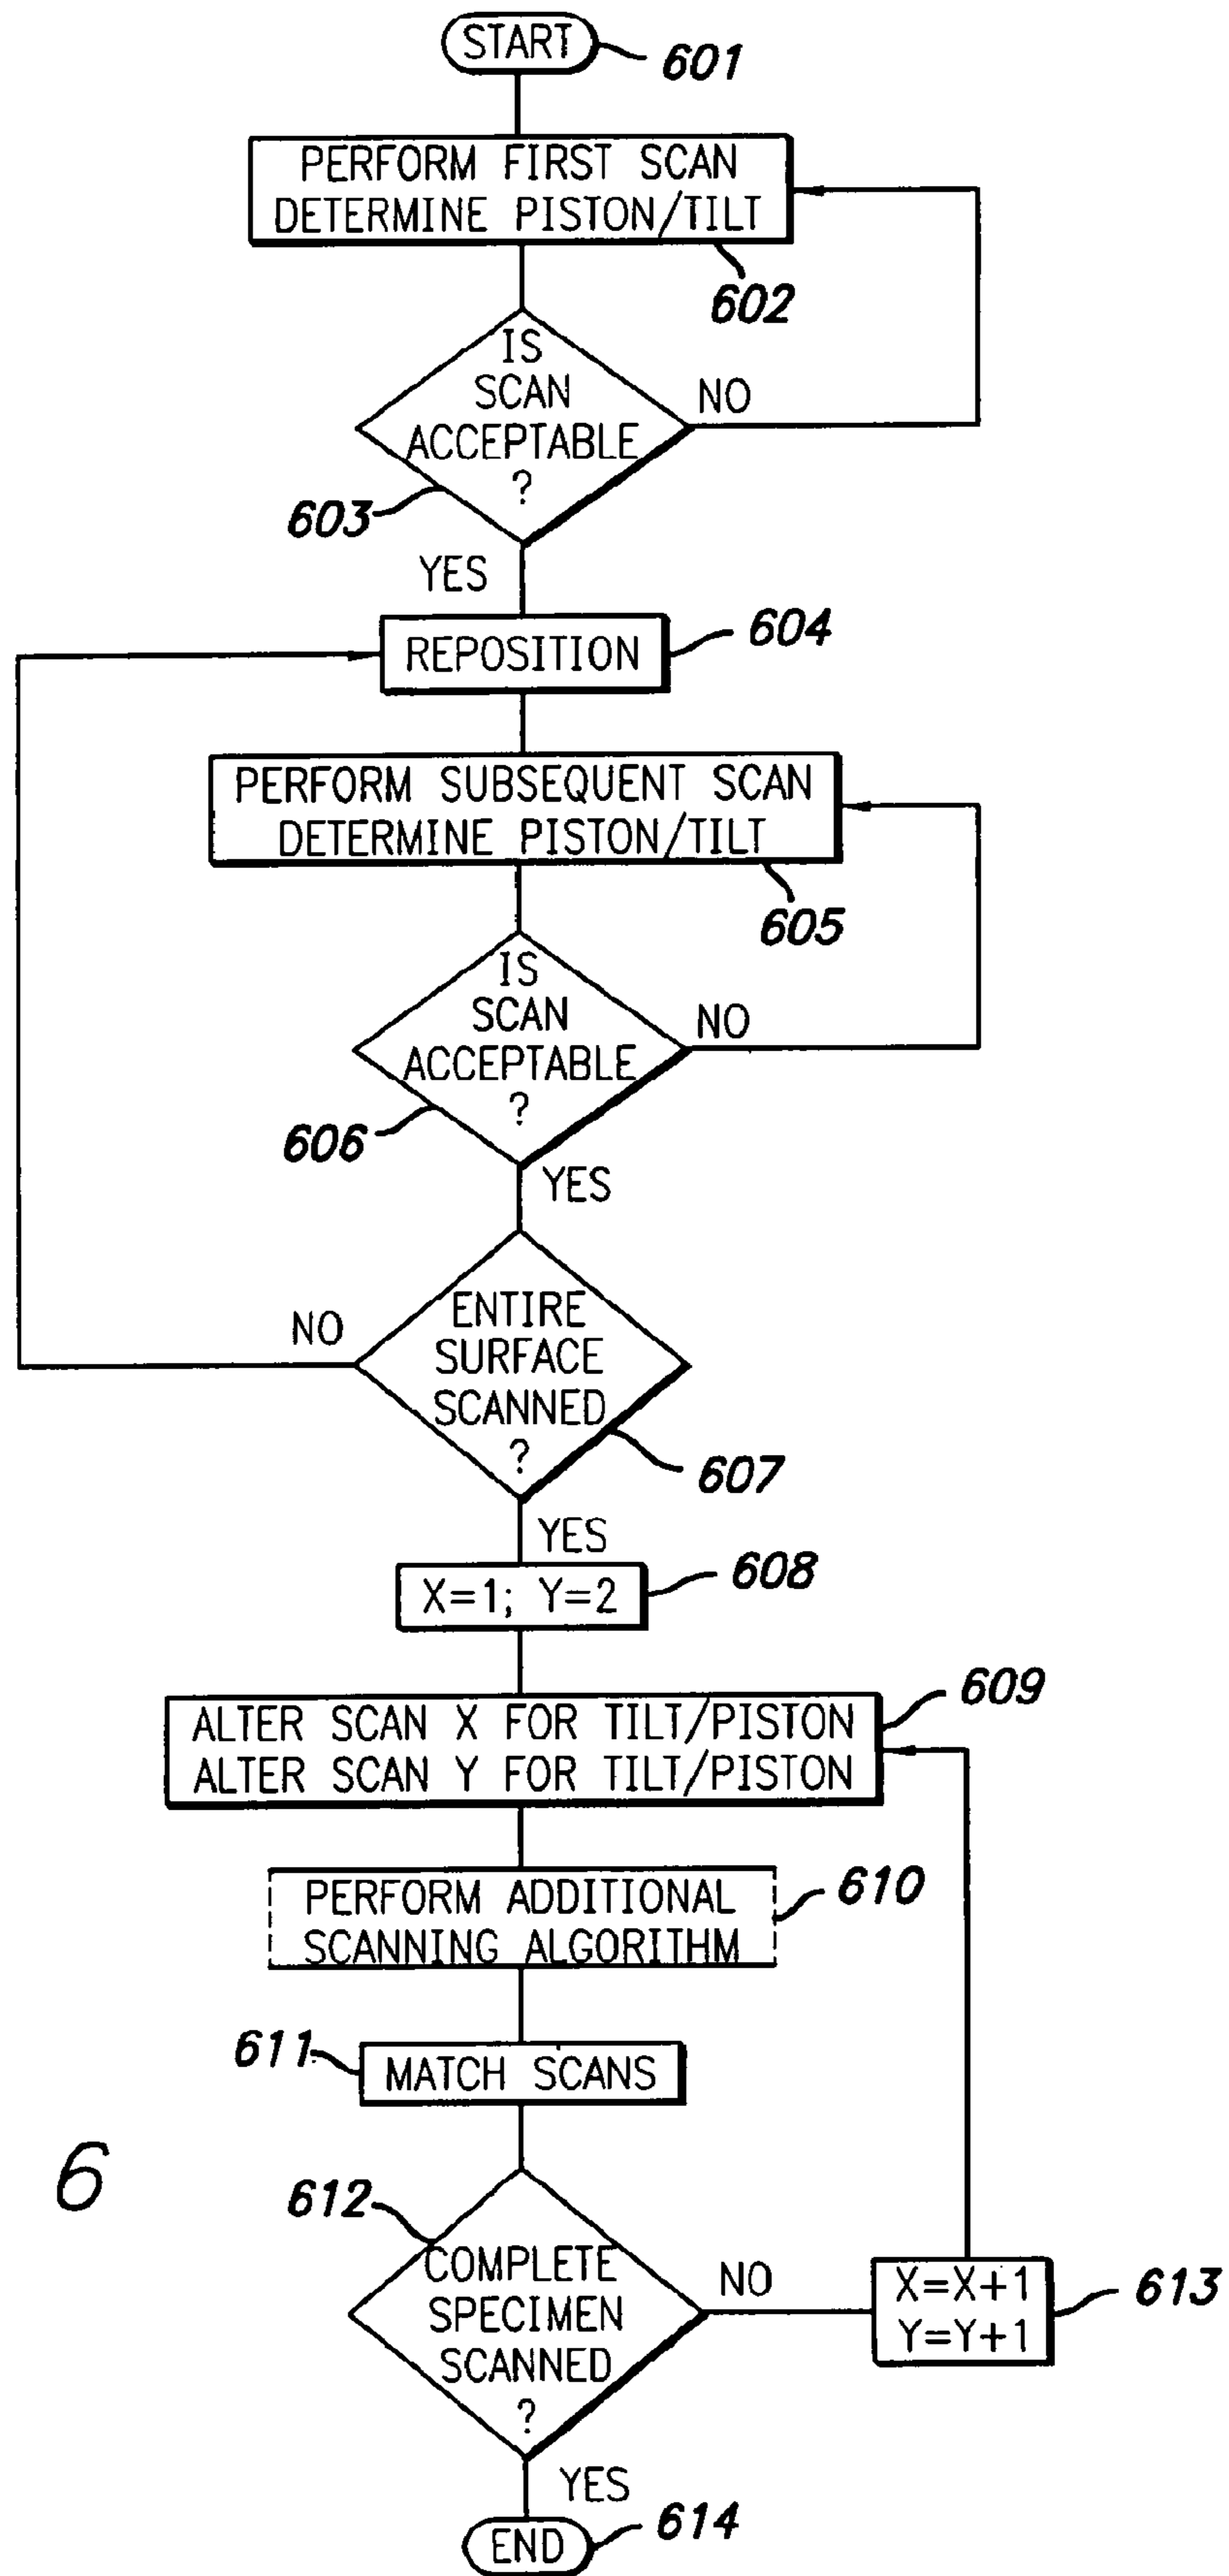 START
601
PERFORM FIRST SCAN
DETERMINE PISTON/TILT
602
IS
SCAN
ACCEPTABLE
?
NO
603
YES
REPOSITION
604
PERFORM SUBSEQUENT SCAN
DETERMINE PISTON/TILT
605
IS
SCAN
ACCEPTABLE
?
NO
606
YES
ENTIRE
SURFACE
SCANNED
?
NO
607
YES
X=1; Y=2
608
ALTER SCAN X FOR TILT/PISTON
ALTER SCAN Y FOR TILT/PISTON
609
PERFORM ADDITIONAL
SCANNING ALGORITHM
610
611
MATCH SCANS
6
612
COMPLETE
SPECIMEN
SCANNED
?
NO
X=X+1
Y=Y+1
613
YES
END
614